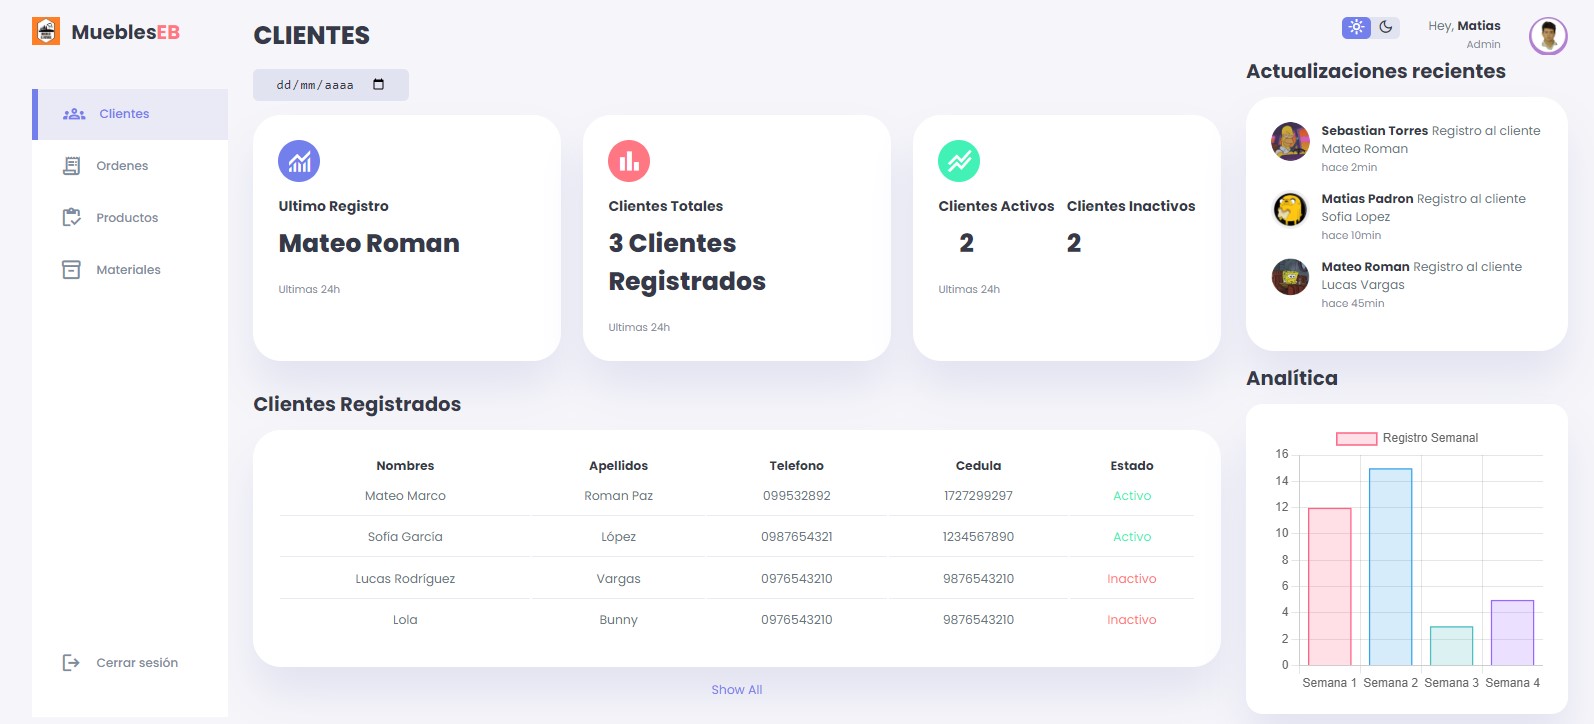 MueblesEB
Clientes
Ordenes
Productos
Materiales
Cerrar sesión
CLIENTES
dd/mm/aaaa
Ultimo Registro
Mateo Roman
Ultimas 24h
Clientes Totales
3 Clientes
Registrados
Ultimas 24h
Clientes Activos Clientes Inactivos
2 2
Ultimas 24h
Clientes Registrados
Nombres Apellidos Telefono Cedula Estado
Mateo Marco Roman Paz 099532892 1727299297 Activo
Sofía García López 0987654321 1234567890 Activo
Lucas Rodríguez Vargas 0976543210 9876543210 Inactivo
Lola Bunny 0976543210 9876543210 Inactivo
Show All
Hey, Matias
Admin
Actualizaciones recientes
Sebastian Torres Registro al cliente
Mateo Roman
hace 2min
Matias Padron Registro al cliente
Sofia Lopez
hace 10min
Mateo Roman Registro al cliente
Lucas Vargas
hace 45min
Analítica
Registro Semanal
16
14
12
10
8
6
4
2
0
Semana 1 Semana 2 Semana 3 Semana 4